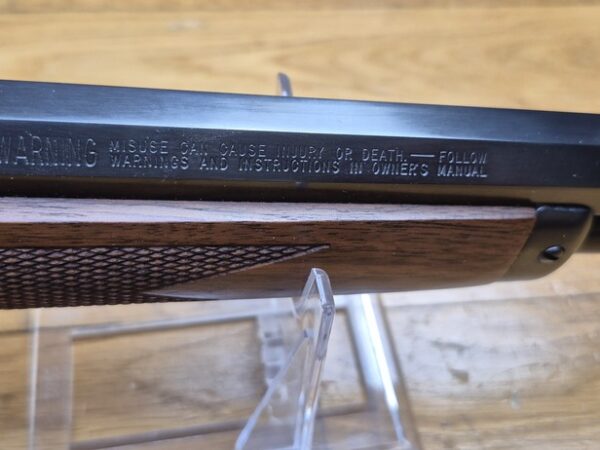 WARNING
MISUSE CAN CAUSE INJURY OR DEATH.—FOLLOW
WARNINGS AND INSTRUCTIONS IN OWNER'S MANUAL